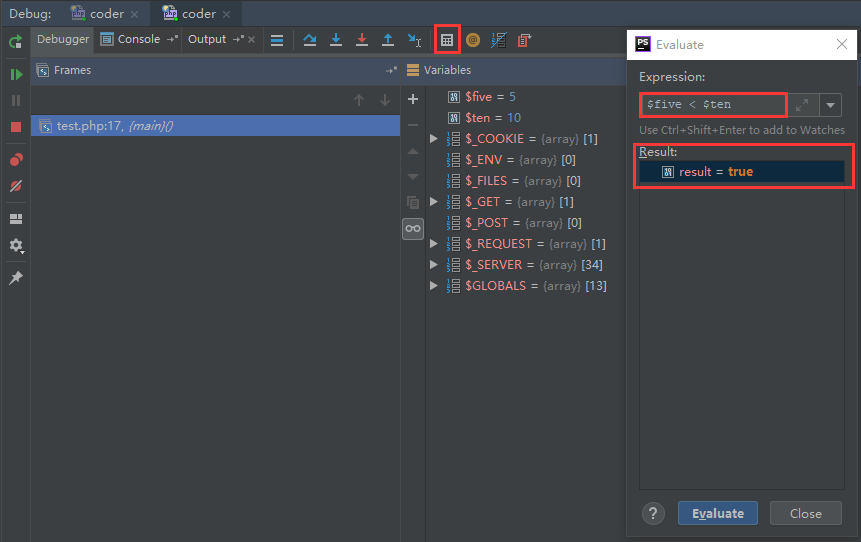 Debug: coder coder
Debugger Console Output
Frames
test.php:17, {main}()
Variables
$five = 5
$ten = 10
$_COOKIE = {array} [1]
$_ENV = {array} [0]
$_FILES = {array} [0]
$_GET = {array} [1]
$_POST = {array} [0]
$_REQUEST = {array} [1]
$_SERVER = {array} [34]
$GLOBALS = {array} [13]
PS Evaluate
Expression:
$five < $ten
Use Ctrl+Shift+Enter to add to Watches
Result:
result = true
? Evaluate Close